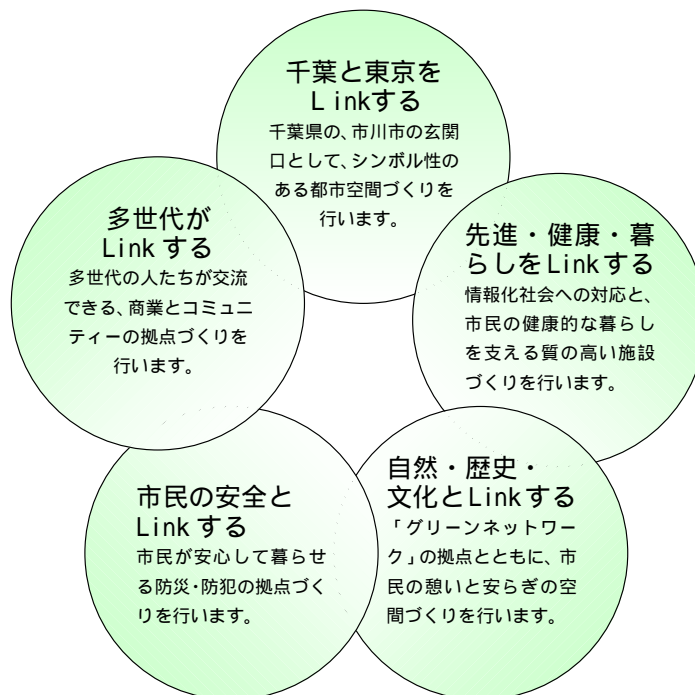 千葉と東京を
Linkする
千葉県の、市川市の玄関
口として、シンボル性の
ある都市空間づくりを
行います。
多世代が
Linkする
多世代の人たちが交流
できる、商業とコミュニ
ティーの拠点づくりを
行います。
先進・健康・暮
らしをLinkする
情報化社会への対応と、
市民の健康的な暮らし
を支える質の高い施設
づくりを行います。
市民の安全と
Linkする
市民が安心して暮らせ
る防災・防犯の拠点づく
りを行います。
自然・歴史・
文化とLinkする
「グリーンネットワー
ク」の拠点とともに、市
民の憩いと安らぎの空
間づくりを行います。